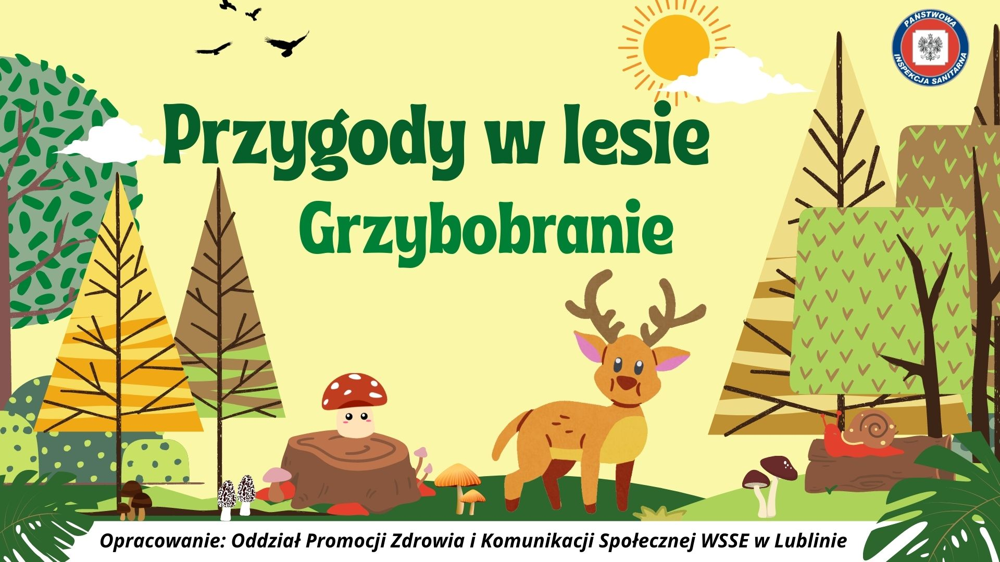 PAŃSTWOWA
INSPEKCJA SANITARNA
Przygody w lesie
Grzybobranie
Opracowanie: Oddział Promocji Zdrowia i Komunikacji Społecznej WSSE w Lublinie